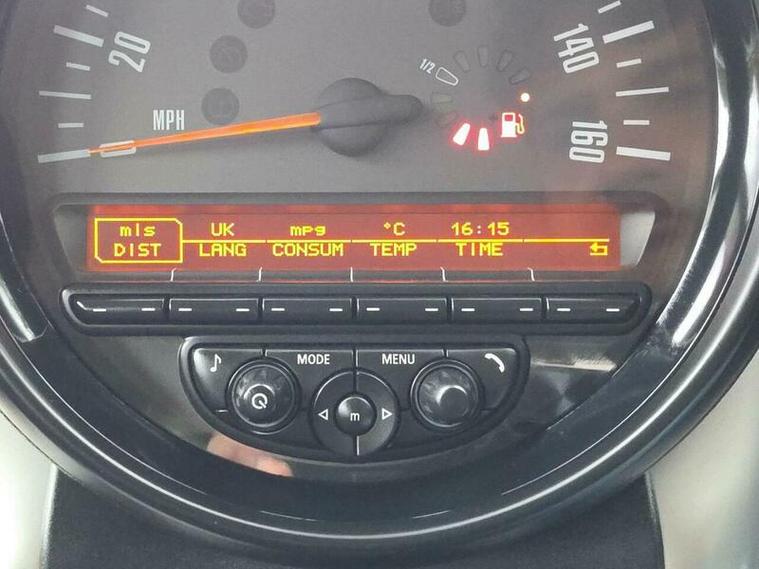 20
140
1/2
MPH
160
mls UK mpg °C 16:15
DIST LANG CONSUM TEMP TIME
MODE MENU
m